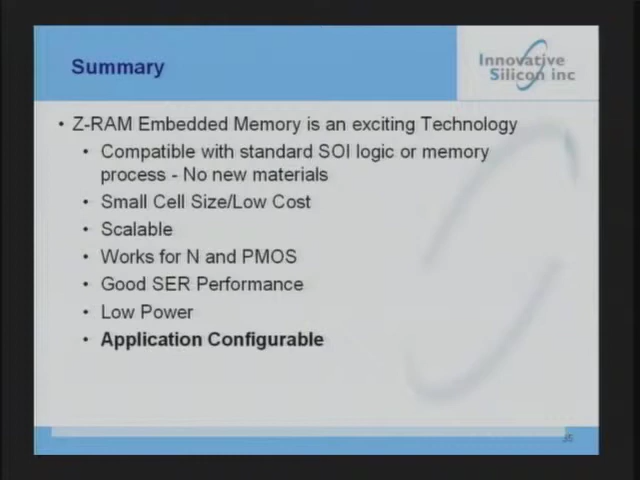 Summary
Innovative
Silicon inc
• Z-RAM Embedded Memory is an exciting Technology
• Compatible with standard SOI logic or memory
process - No new materials
• Small Cell Size/Low Cost
• Scalable
• Works for N and PMOS
• Good SER Performance
• Low Power
• Application Configurable